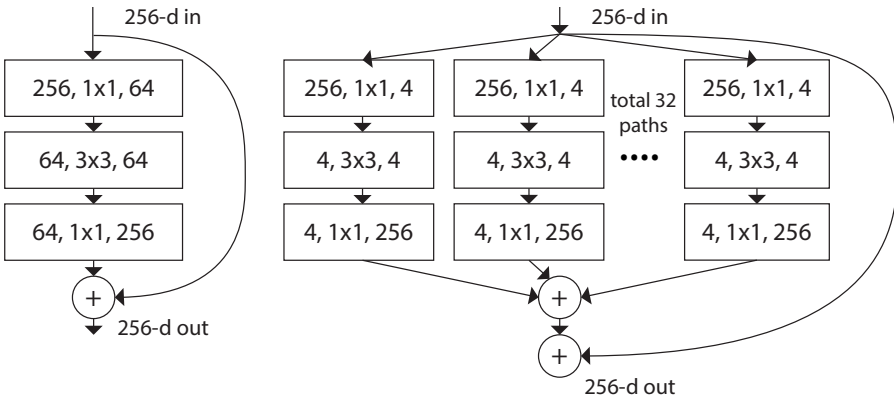 256-d in
256, 1x1, 64
64, 3x3, 64
64, 1x1, 256
+
256-d out
256-d in
256, 1x1, 4
256, 1x1, 4
total 32
paths
256, 1x1, 4
4, 3x3, 4
4, 3x3, 4
••••
4, 3x3, 4
4, 1x1, 256
4, 1x1, 256
4, 1x1, 256
+
+
256-d out